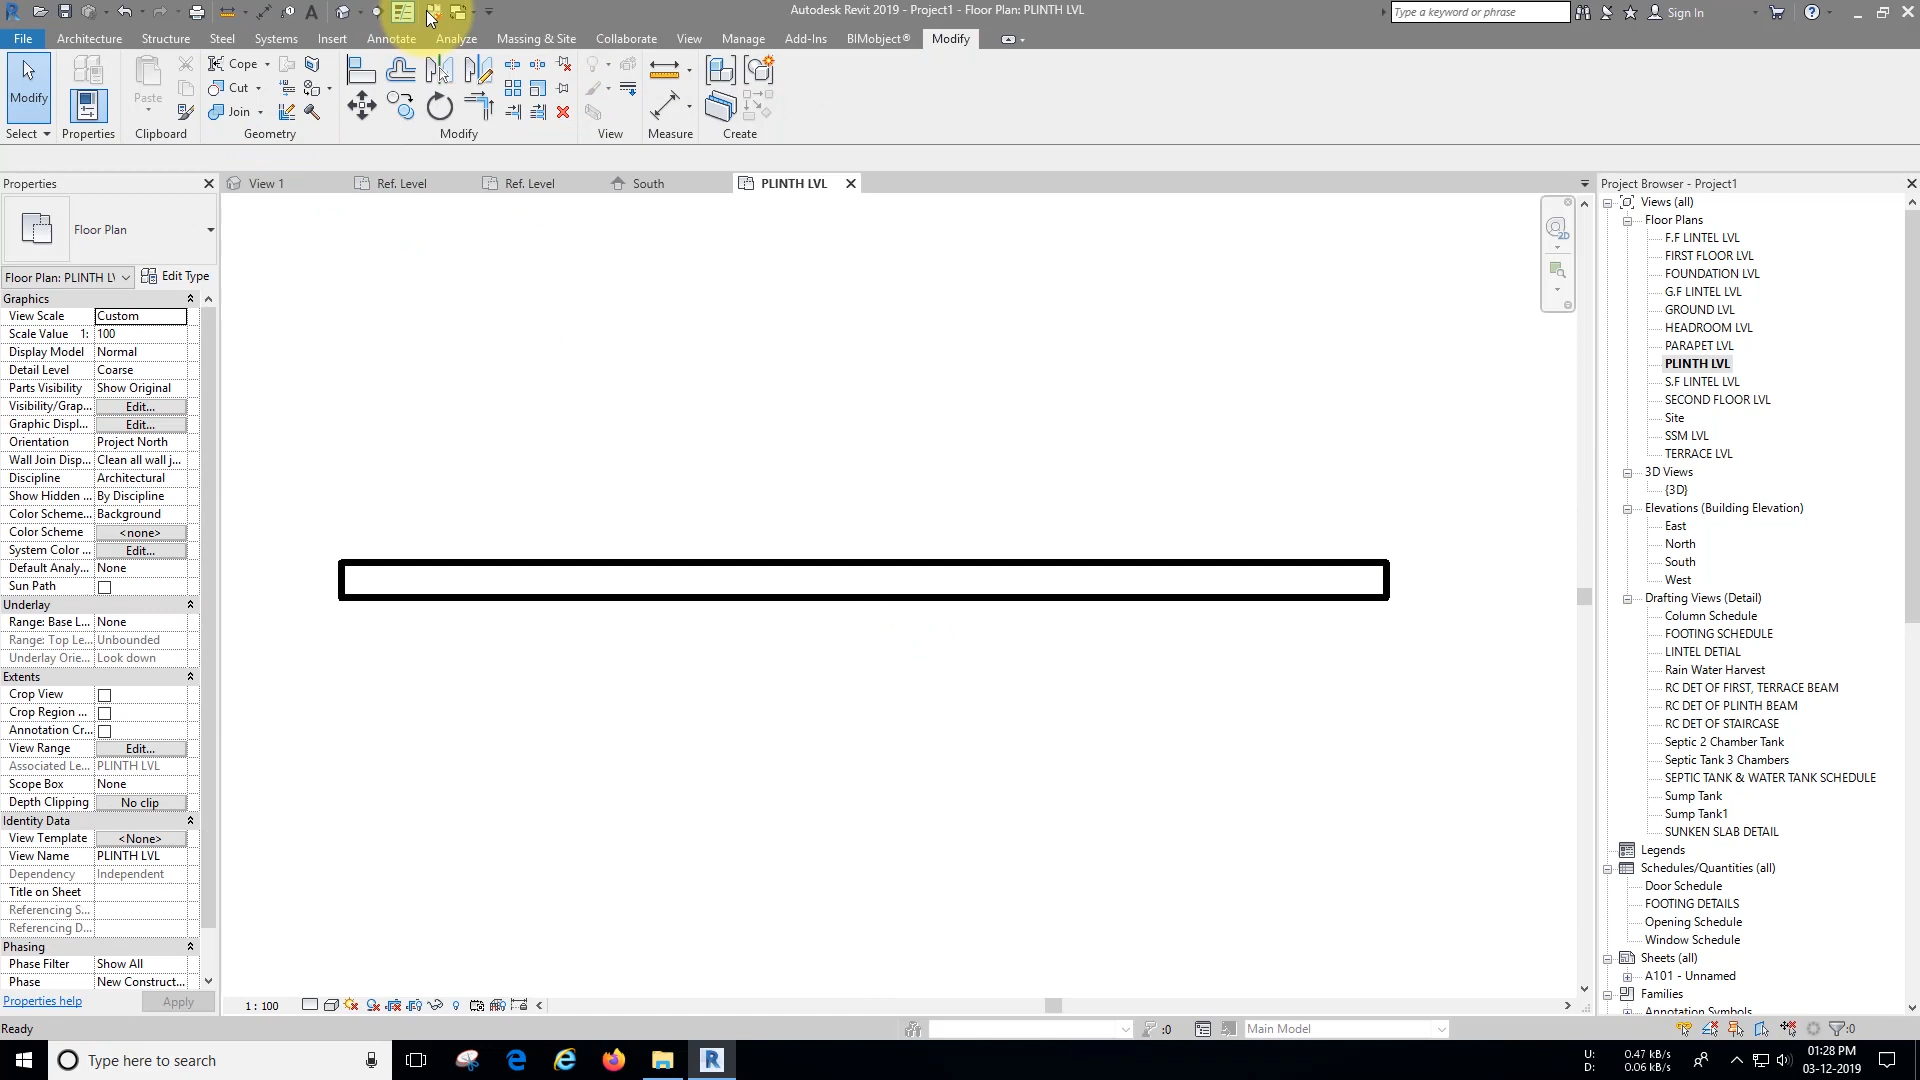 Autodesk Revit 2019 - Project1 - Floor Plan: PLINTH LVL
Type a keyword or phrase
Sign In
File
Architecture
Structure
Steel
Systems
Insert
Annotate
Analyze
Massing & Site
Collaborate
View
Manage
Add-Ins
BIMobject®
Modify
Modify
Paste
Cope
Cut
Join
Select
Properties
Clipboard
Geometry
Modify
View
Measure
Create
Properties
View 1
Ref. Level
Ref. Level
South
PLINTH LVL
Project Browser - Project1
Floor Plan
Floor Plan: PLINTH LV
Edit Type
Graphics
View Scale Custom
Scale Value 1: 100
Display Model Normal
Detail Level Coarse
Parts Visibility Show Original
Visibility/Grap... Edit...
Graphic Displ... Edit...
Orientation Project North
Wall Join Disp... Clean all wall j...
Discipline Architectural
Show Hidden ... By Discipline
Color Scheme... Background
Color Scheme <none>
System Color ... Edit...
Default Analy... None
Sun Path
Underlay
Range: Base L... None
Range: Top Le... Unbounded
Underlay Orie... Look down
Extents
Crop View
Crop Region ...
Annotation Cr...
View Range Edit...
Associated Le... PLINTH LVL
Scope Box None
Depth Clipping No clip
Identity Data
View Template <None>
View Name PLINTH LVL
Dependency Independent
Title on Sheet
Referencing S...
Referencing D...
Phasing
Phase Filter Show All
Phase New Construct...
Properties help
Apply
2D
1 : 100
Views (all)
Floor Plans
F.F LINTEL LVL
FIRST FLOOR LVL
FOUNDATION LVL
G.F LINTEL LVL
GROUND LVL
HEADROOM LVL
PARAPET LVL
PLINTH LVL
S.F LINTEL LVL
SECOND FLOOR LVL
Site
SSM LVL
TERRACE LVL
3D Views
{3D}
Elevations (Building Elevation)
East
North
South
West
Drafting Views (Detail)
Column Schedule
FOOTING SCHEDULE
LINTEL DETIAL
Rain Water Harvest
RC DET OF FIRST, TERRACE BEAM
RC DET OF PLINTH BEAM
RC DET OF STAIRCASE
Septic 2 Chamber Tank
Septic Tank 3 Chambers
SEPTIC TANK & WATER TANK SCHEDULE
Sump Tank
Sump Tank1
SUNKEN SLAB DETAIL
Legends
Schedules/Quantities (all)
Door Schedule
FOOTING DETAILS
Opening Schedule
Window Schedule
Sheets (all)
A101 - Unnamed
Families
Annotation Symbols
Ready
:0
Main Model
:0
Type here to search
U: 0.47 kB/s
D: 0.06 kB/s
01:28 PM
03-12-2019